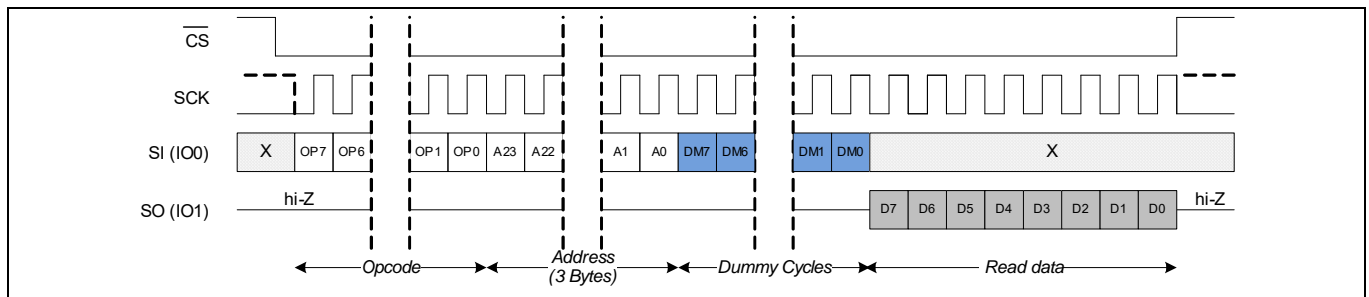 CS
SCK
SI (IO0) X OP7 OP6 OP1 OP0 A23 A22 A1 A0 DM7 DM6 DM1 DM0 X
hi-Z hi-Z
SO (IO1) D7 D6 D5 D4 D3 D2 D1 D0
Opcode Address Dummy Cycles Read data
(3 Bytes)